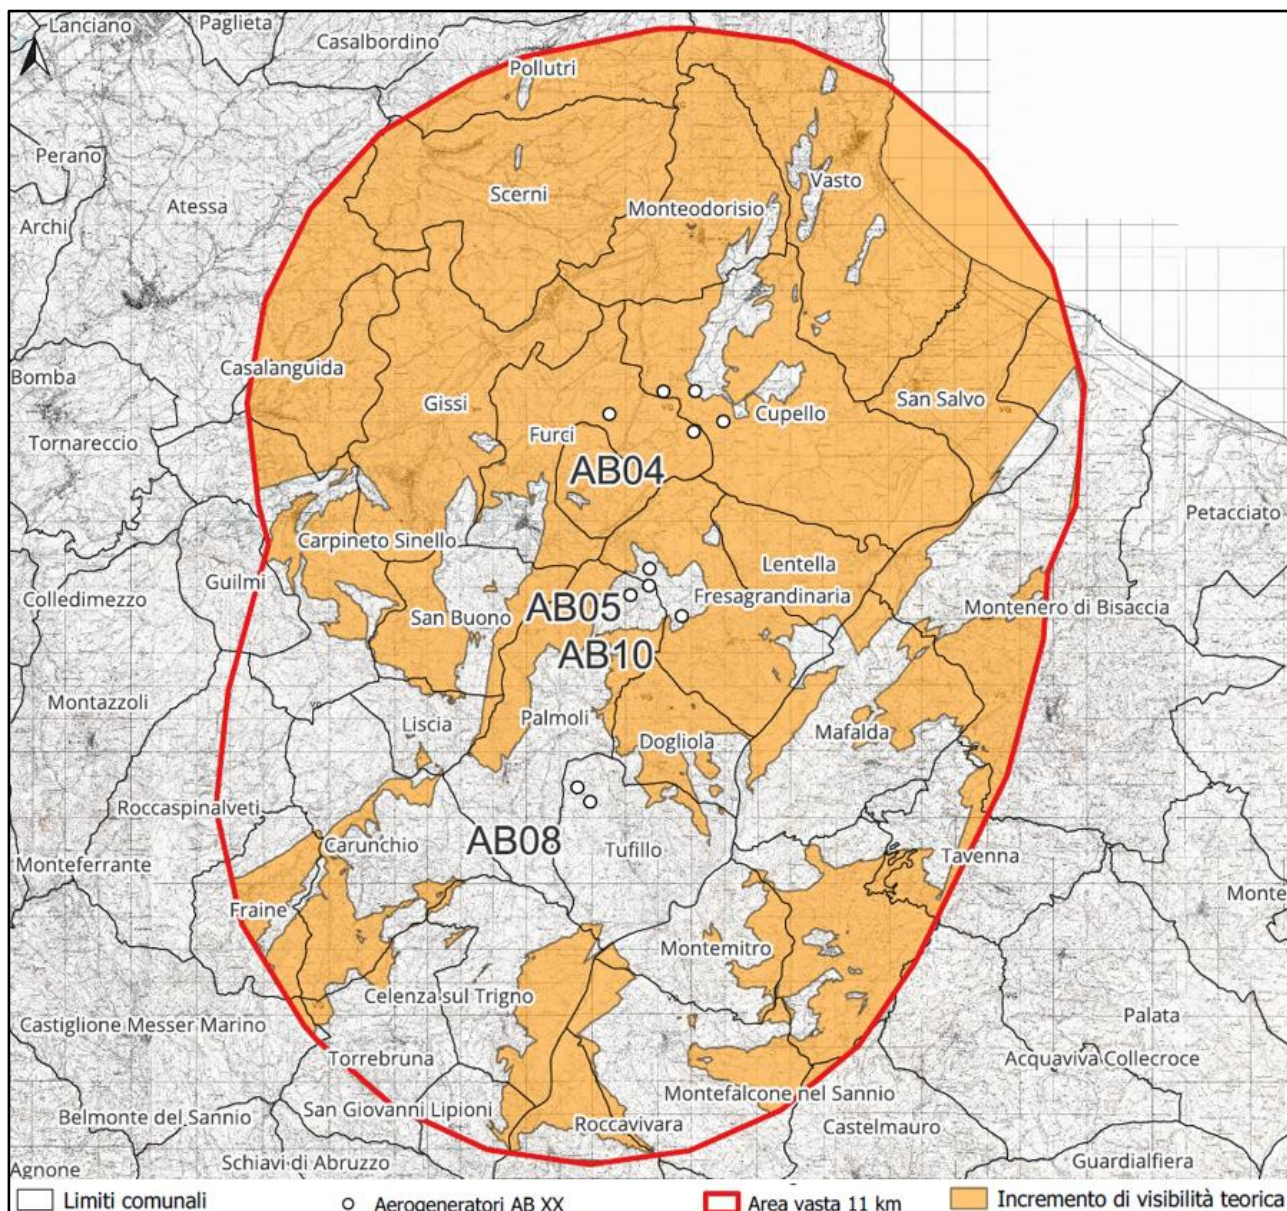 Lanciano
Paglieta
Casalbordino
Pollutri
Perano
Scerni
Vasto
Atessa
Monteodorisio
Archi
Casalanguida
Bomba
Gissi
San Salvo
Cupello
Furci
Tornareccio
AB04
Petacciato
Carpineto Sinello
Lentella
Guilmi
Colledimezzo
Fresagrandinaria
AB05
Montenero di Bisaccia
San Buono
AB10
Montazzoli
Palmoli
Liscia
Mafalda
Dogliola
Roccaspinalveti
AB08
Carunchio
Tufillo
Tavenna
Monteferrante
Monte
Fraine
Montemitro
Celenza sul Trigno
Castiglione Messer Marino
Palata
Torrebruna
Acquaviva Collecroce
Montefalcone nel Sannio
San Giovanni Lipioni
Belmonte del Sannio
Roccavivara
Castelmauro
Schiavi di Abruzzo
Guardialfiera
Agnone
Limiti comunali
Aerogeneratori AB XX
Area vasta 11 km
Incremento di visibilità teorica